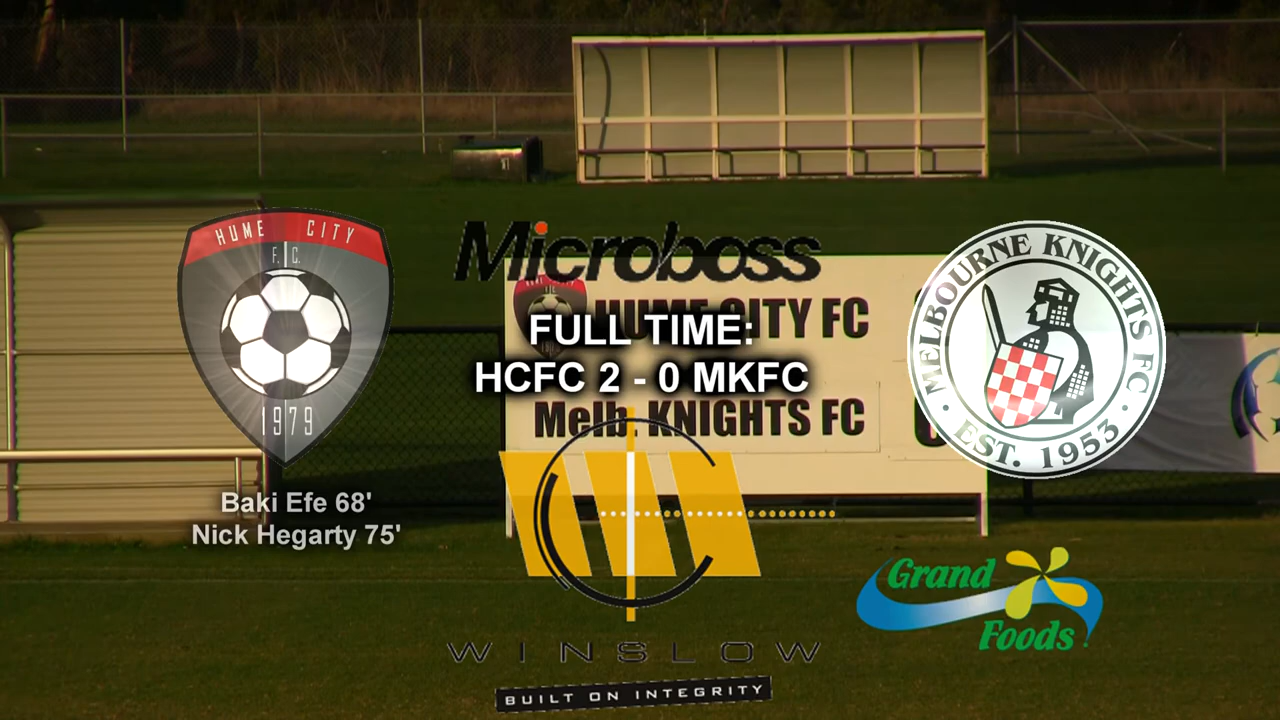 HUME CITY
F. C.
1979
Microboss
HUME CITY FC
FULL TIME:
HCFC 2 - 0 MKFC
Melb. KNIGHTS FC
MELBOURNE KNIGHTS FC
EST. 1953
Baki Efe 68'
Nick Hegarty 75'
Grand
Foods
WINSLOW
BUILT ON INTEGRITY